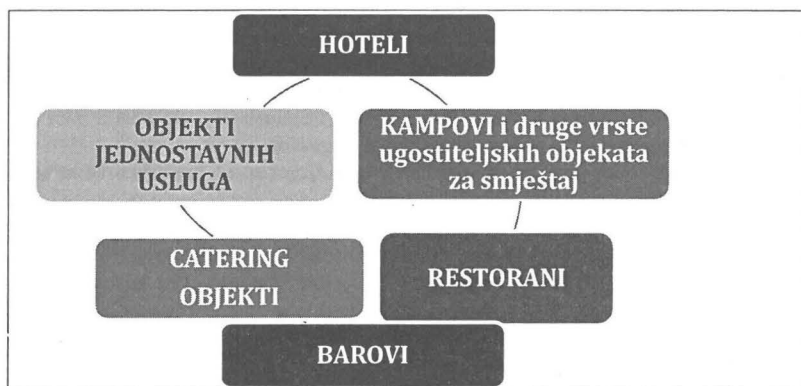 HOTELI
OBJEKTI
JEDNOSTAVNIH
USLUGA
KAMPOVI i druge vrste
ugostiteljskih objekata
za smještaj
CATERING
OBJEKTI
RESTORANI
BAROVI